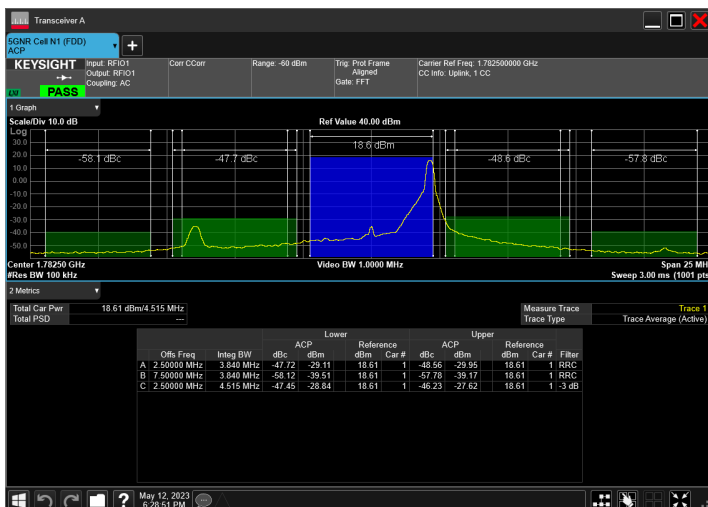 Transceiver A
5GNR Cell N1 (FDD)
ACP
KEYSIGHT
LXI
PASS
Input: RFIO1
Output: RFIO1
Coupling: AC
Corr CCorr
Range: -60 dBm
Trig: Prot Frame
Aligned
Gate: FFT
Carrier Ref Freq: 1.782500000 GHz
CC Info: Uplink, 1 CC
1 Graph
Scale/Div 10.0 dB
Ref Value 40.00 dBm
Log
30.0
20.0
10.0
0.00
-10.0
-20.0
-30.0
-40.0
-50.0
-58.1 dBc
-47.7 dBc
18.6 dBm
-48.6 dBc
-57.8 dBc
Center 1.78250 GHz
Video BW 1.0000 MHz
Span 25 MH
#Res BW 100 kHz
Sweep 3.00 ms (1001 pts
2 Metrics
Total Car Pwr 18.61 dBm/4.515 MHz
Total PSD ---
Measure Trace Trace 1
Trace Type Trace Average (Active)
Lower Upper
ACP Reference ACP Reference
Offs Freq Integ BW dBc dBm dBm Car # dBc dBm dBm Car # Filter
A 2.50000 MHz 3.840 MHz -47.72 -29.11 18.61 1 -48.56 -29.95 18.61 1 RRC
B 7.50000 MHz 3.840 MHz -58.12 -39.51 18.61 1 -57.78 -39.17 18.61 1 RRC
C 2.50000 MHz 4.515 MHz -47.45 -28.84 18.61 1 -46.23 -27.62 18.61 1 -3 dB
May 12, 2023
6:28:51 PM